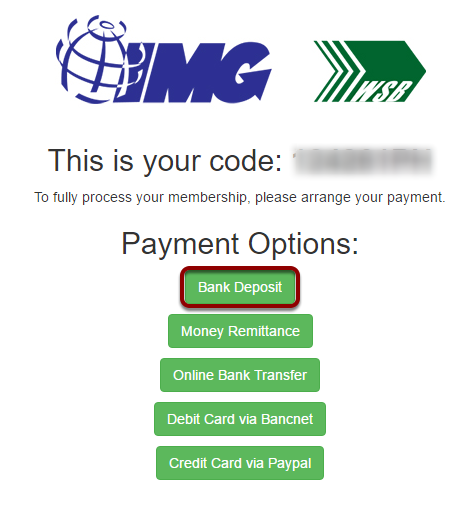 IMG WSB
This is your code:
To fully process your membership, please arrange your payment.
Payment Options:
Bank Deposit
Money Remittance
Online Bank Transfer
Debit Card via Bancnet
Credit Card via Paypal